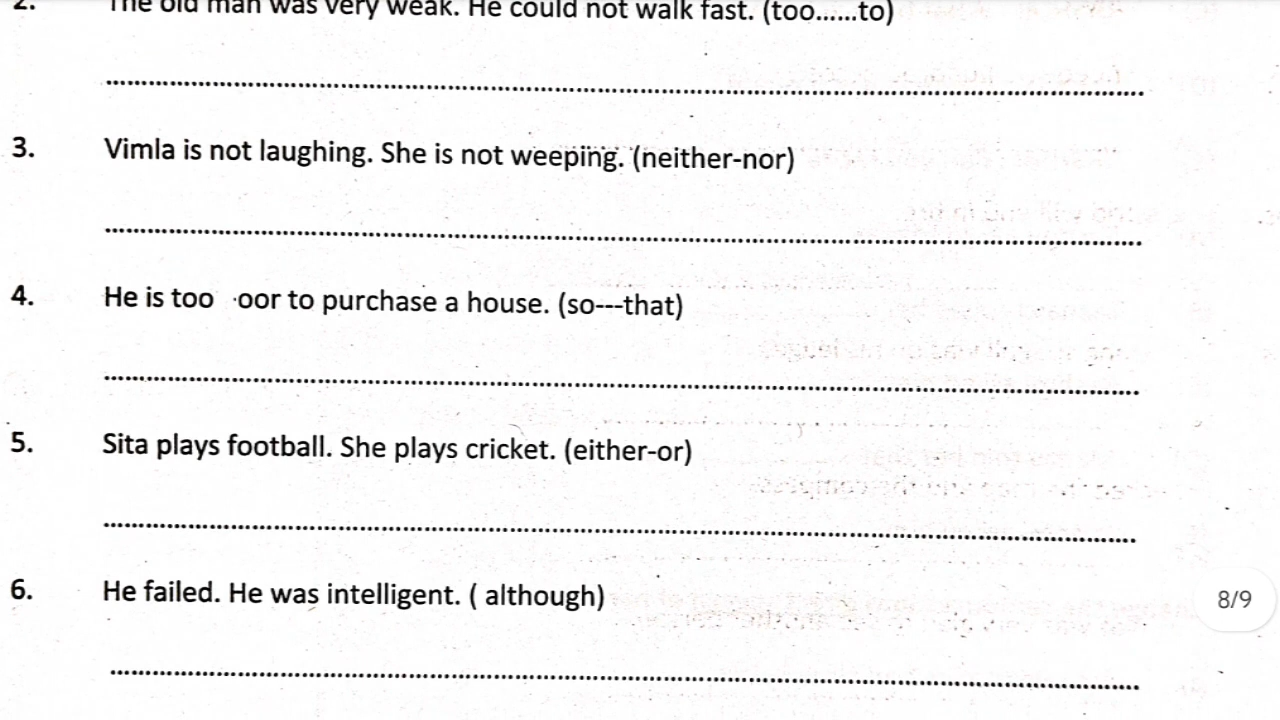 2. The old man was very weak. He could not walk fast. (too......to)
3. Vimla is not laughing. She is not weeping. (neither-nor)
4. He is too oor to purchase a house. (so---that)
5. Sita plays football. She plays cricket. (either-or)
6. He failed. He was intelligent. ( although)
8/9